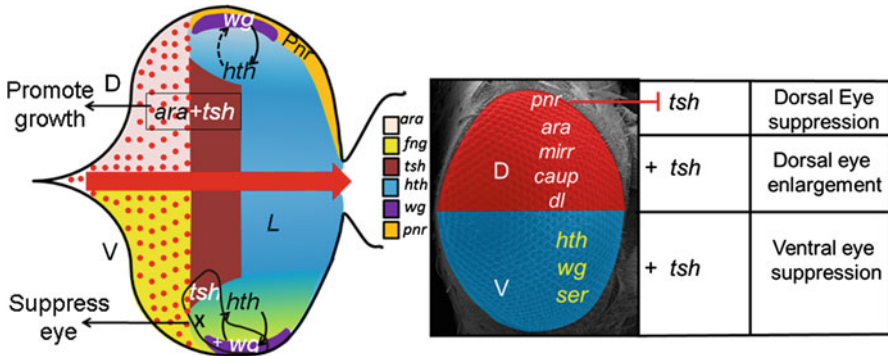 wg
Pnr
D
hth
Promote
growth
ara+tsh
L
V
tsh
hth
x
Suppress
eye
+ wg
ara
fng
tsh
hth
wg
pnr
pnr
ara
mirr
caup
dl
D
hth
wg
ser
V
tsh
Dorsal Eye
suppression
+ tsh
Dorsal eye
enlargement
+ tsh
Ventral eye
suppression